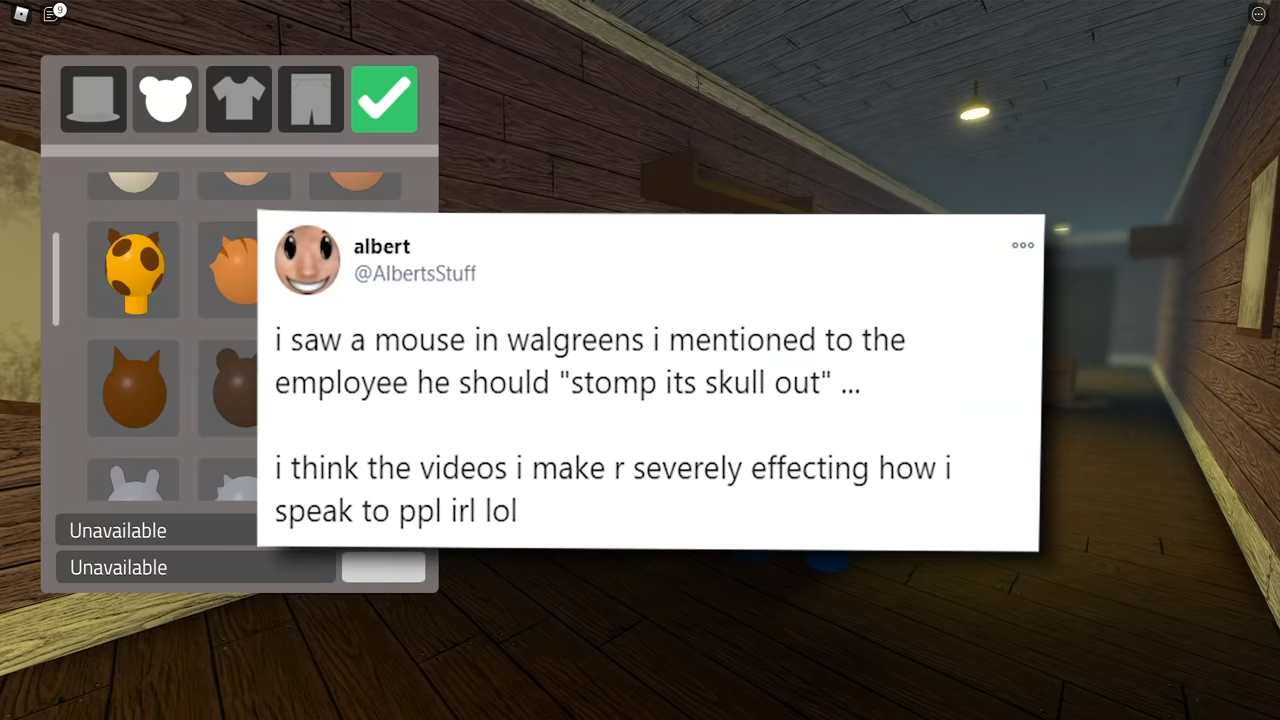 9
albert
@AlbertsStuff
i saw a mouse in walgreens i mentioned to the
employee he should "stomp its skull out" ...
i think the videos i make r severely effecting how i
speak to ppl irl lol
Unavailable
Unavailable